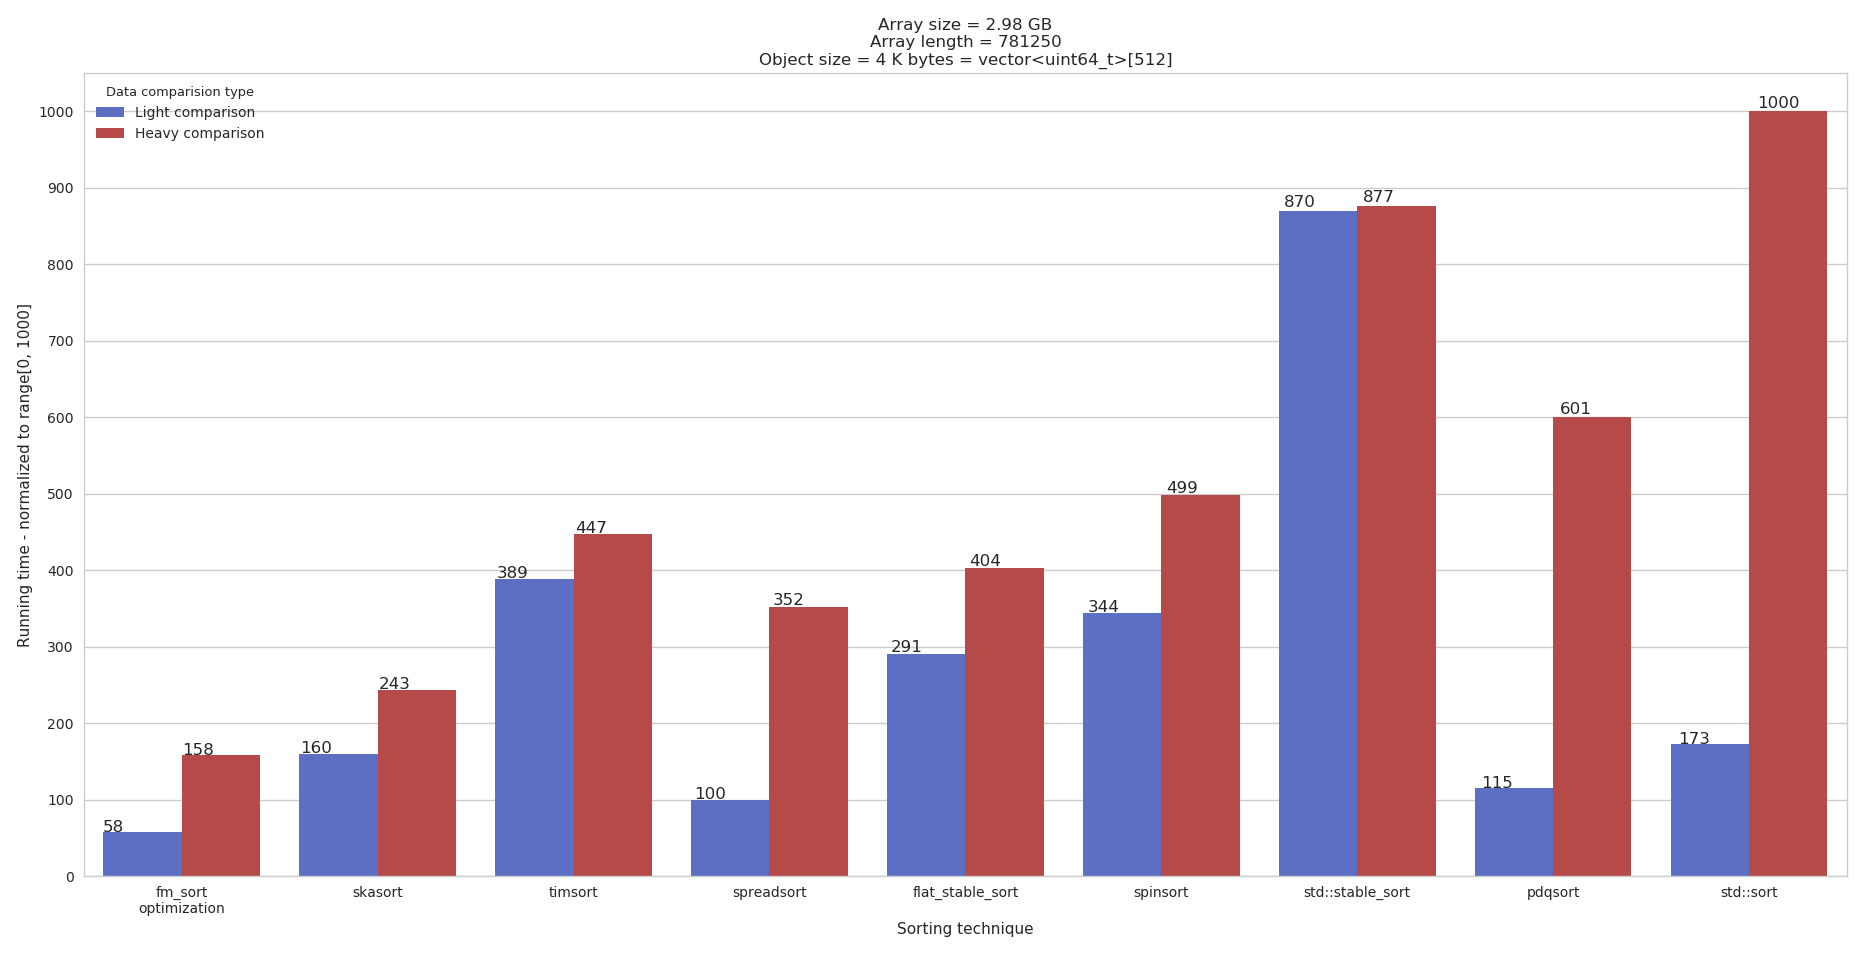 Array size = 2.98 GB
Array length = 781250
Object size = 4 K bytes = vector<uint64_t>[512]
Data comparision type
Light comparison
Heavy comparison
Running time - normalized to range[0, 1000]
1000
900
800
700
600
500
400
300
200
100
0
58
158
160
243
389
447
100
352
291
404
344
499
870
877
115
601
173
1000
fm_sort
optimization
skasort
timsort
spreadsort
flat_stable_sort
spinsort
std::stable_sort
pdqsort
std::sort
Sorting technique